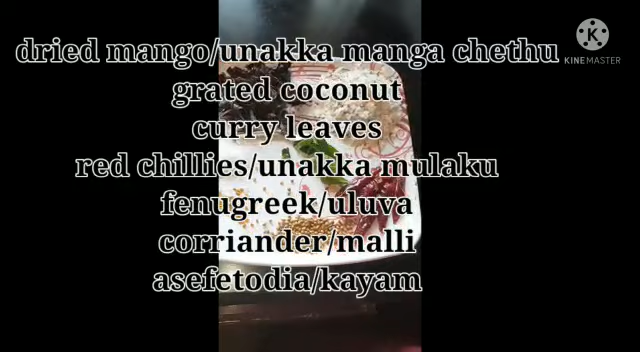 dried mango/unakka manga chethu
grated coconut
curry leaves
red chillies/unakka mulaku
fenugreek/uluva
corriander/malli
asefetodia/kayam
K
KINEMASTER